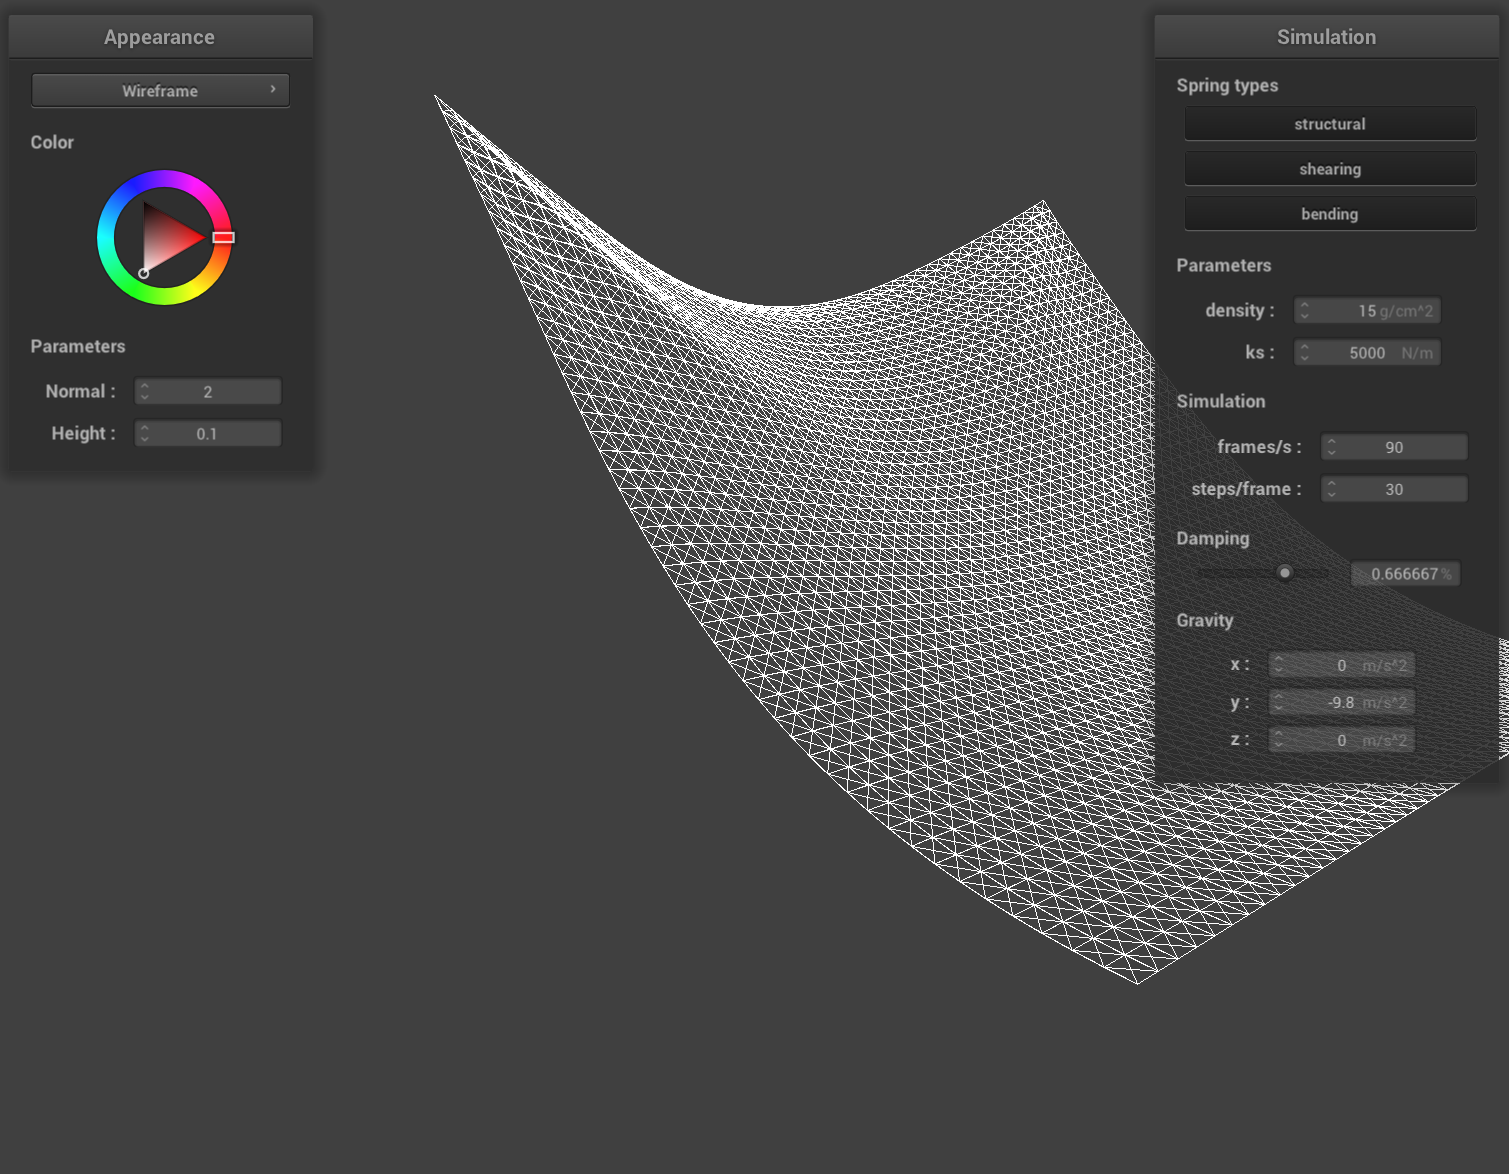 Appearance
Wireframe
Color
Parameters
Normal : 2
Height : 0.1
Simulation
Spring types
structural
shearing
bending
Parameters
density : 15 g/cm^2
ks : 5000 N/m
Simulation
frames/s : 90
steps/frame : 30
Damping
0.666667 %
Gravity
x : 0 m/s^2
y : -9.8 m/s^2
z : 0 m/s^2